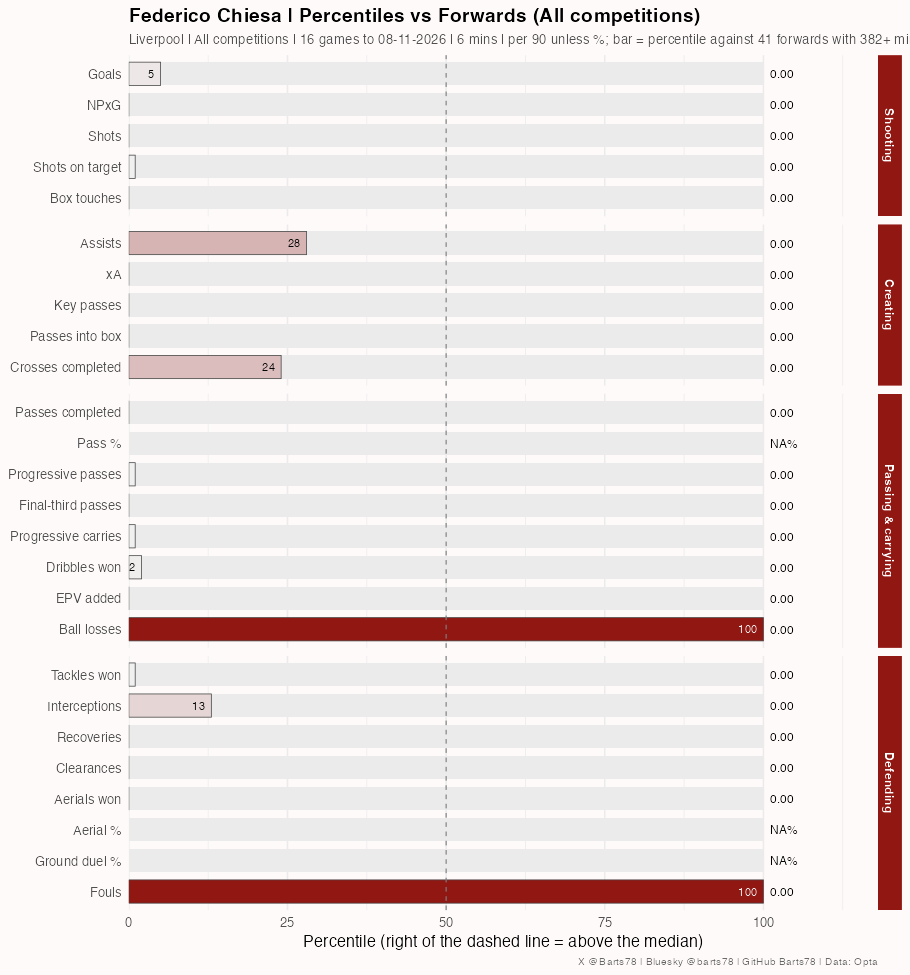 Federico Chiesa | Percentiles vs Forwards (All competitions)
Liverpool | All competitions | 16 games to 08-11-2026 | 6 mins | per 90 unless %; bar = percentile against 41 forwards with 382+ mi
Goals 5 0.00
NPxG 0.00
Shots 0.00
Shots on target 0.00
Box touches 0.00
Shooting
Assists 28 0.00
xA 0.00
Key passes 0.00
Passes into box 0.00
Crosses completed 24 0.00
Creating
Passes completed 0.00
Pass % NA%
Progressive passes 0.00
Final-third passes 0.00
Progressive carries 0.00
Dribbles won 2 0.00
EPV added 0.00
Ball losses 100 0.00
Passing & carrying
Tackles won 0.00
Interceptions 13 0.00
Recoveries 0.00
Clearances 0.00
Aerials won 0.00
Aerial % NA%
Ground duel % NA%
Fouls 100 0.00
Defending
0 25 50 75 100
Percentile (right of the dashed line = above the median)
X @Barts78 | Bluesky @barts78 | GitHub Barts78 | Data: Opta